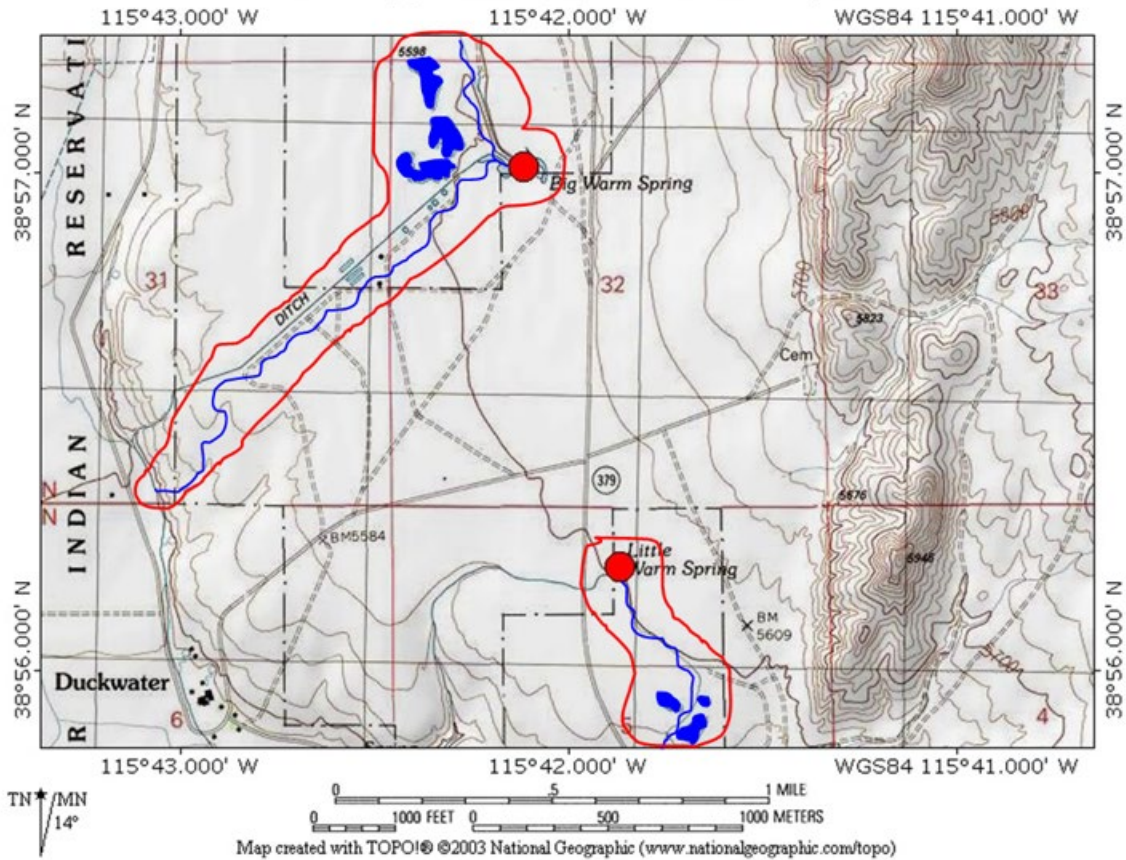 115°43.000' W 115°42.000' W WGS84 115°41.000' W
38°57.000' N
38°56.000' N
INDIAN RESERVATI
R
5598
Big Warm Spring
38°57.000' N
38°56.000' N
31
32
33
5700
5823
DITCH
Cem
379
N
N
5676
BM5584
Little
Warm Spring
5946
BM
5609
5700
Duckwater
6
5
4
115°43.000' W 115°42.000' W WGS84 115°41.000' W
TN MN
14°
0 .5 1 MILE
0 1000 FEET 0 500 1000 METERS
Map created with TOPO!® ©2003 National Geographic (www.nationalgeographic.com/topo)